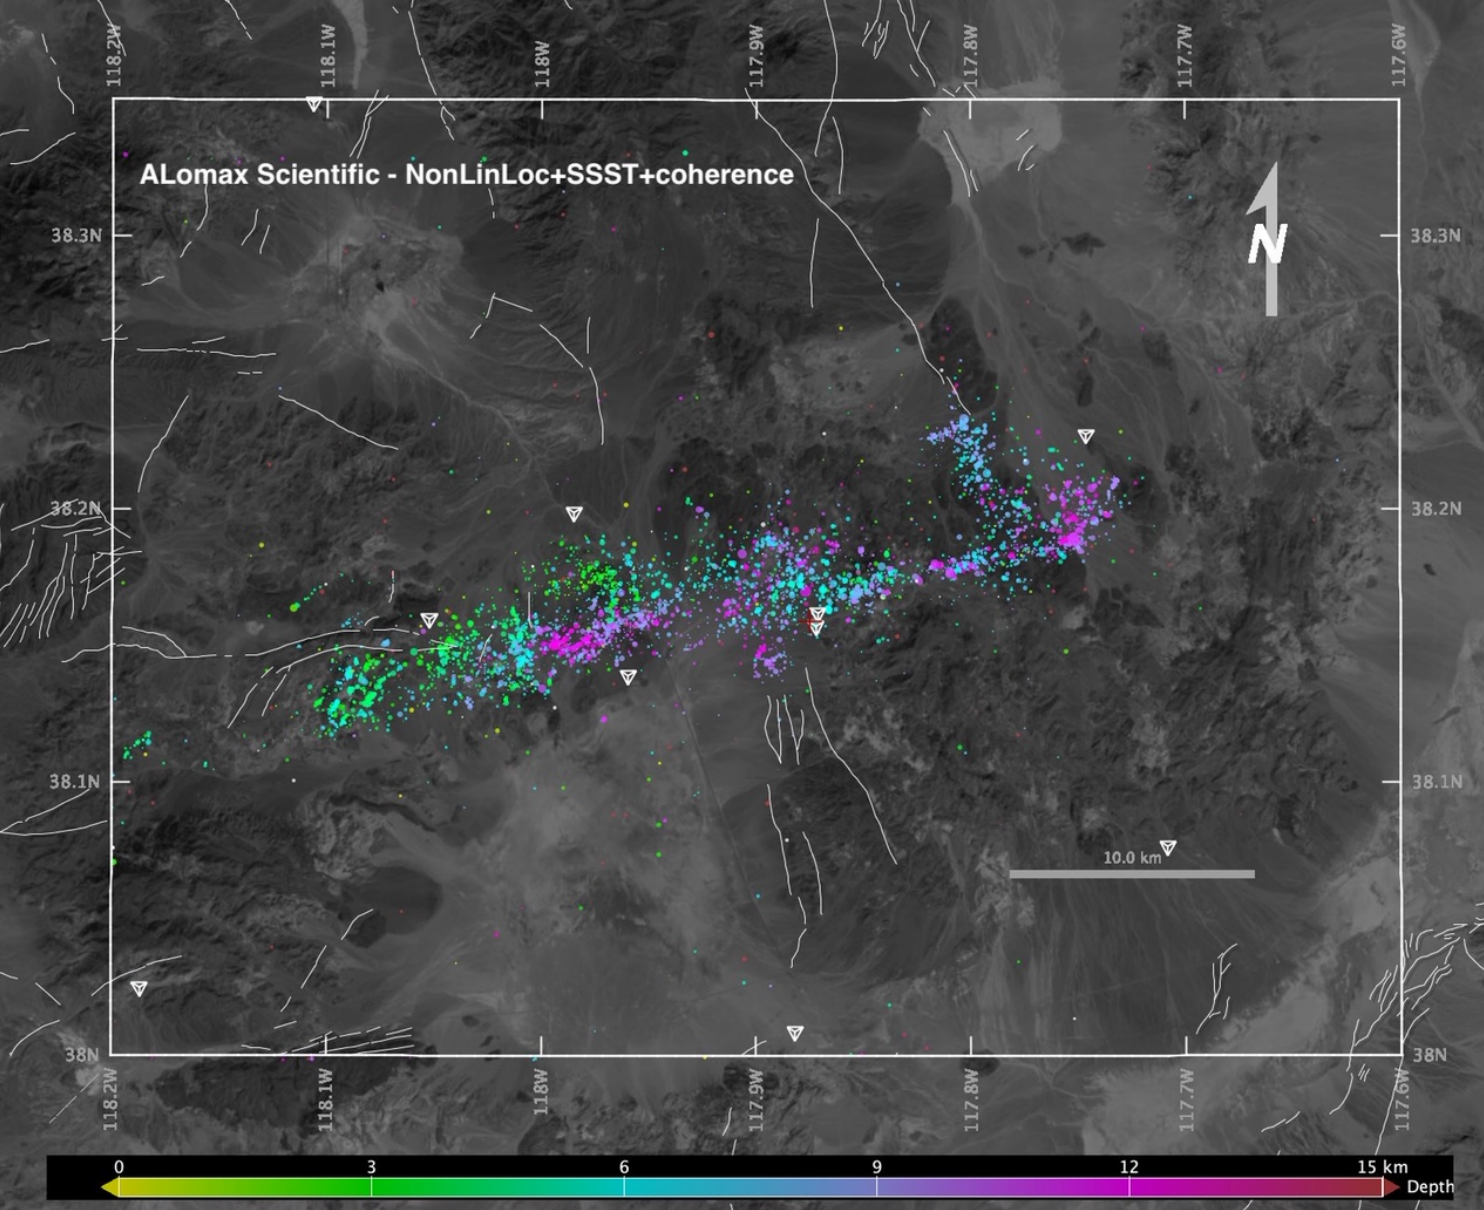 118.2W 118.1W 118W 117.9W 117.8W 117.7W 117.6W
ALomax Scientific - NonLinLoc+SSST+coherence
38.3N 38.3N
N
38.2N 38.2N
38.1N 38.1N
10.0 km
38N 38N
118.2W 118.1W 118W 117.9W 117.8W 117.7W 117.6W
0 3 6 9 12 15 km
Depth